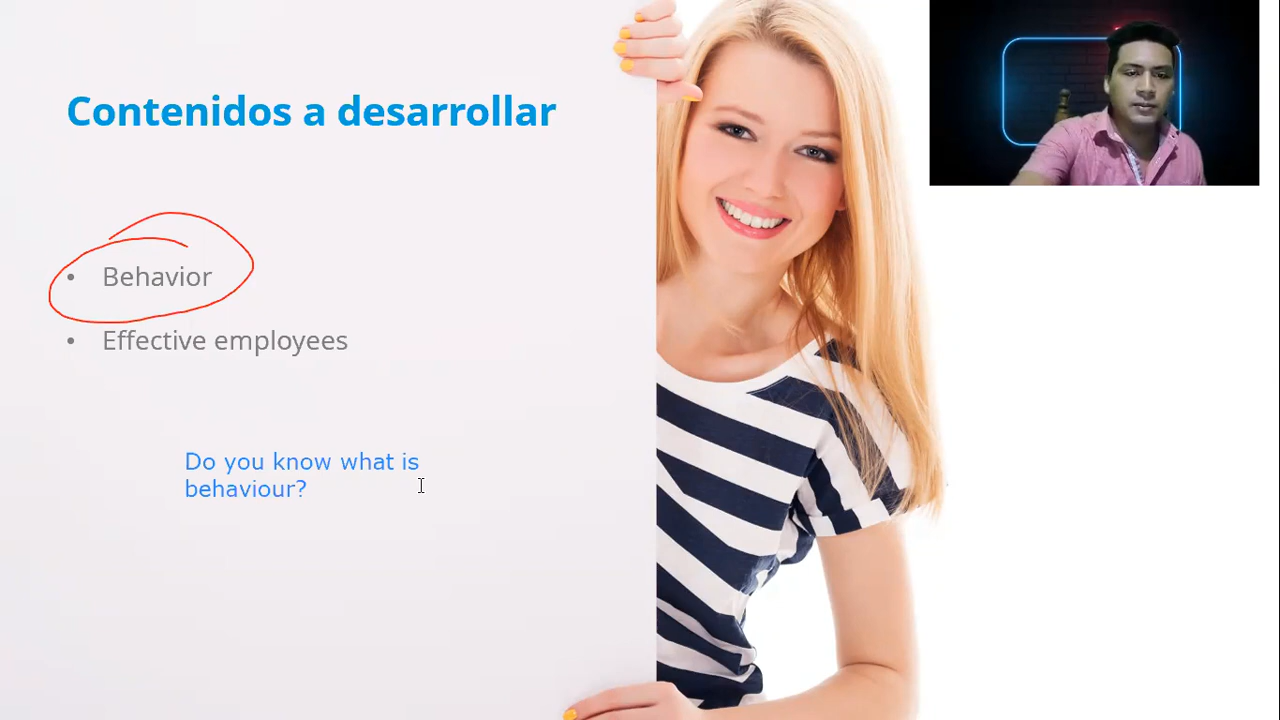 Contenidos a desarrollar
• Behavior
• Effective employees
Do you know what is
behaviour?